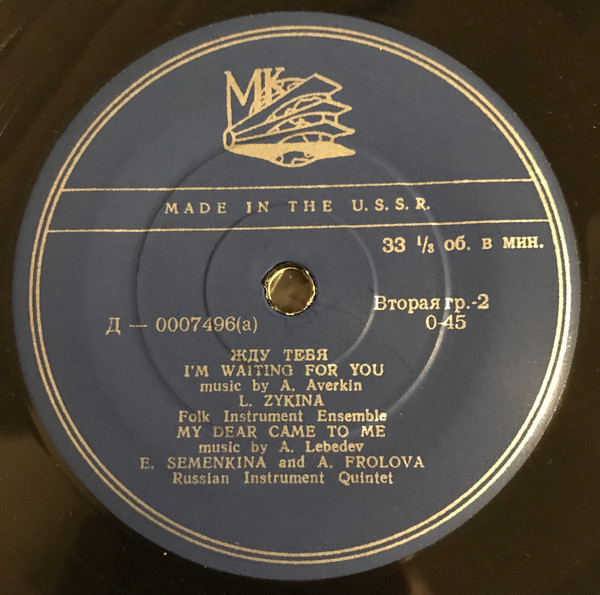 МК
MADE IN THE U.S.S.R.
33 ⅓ об. в мин.
Вторая гр.-2
Д — 0007496(а) 0-45
ЖДУ ТЕБЯ
I'M WAITING FOR YOU
music by A. Averkin
L. ZYKINA
Folk Instrument Ensemble
MY DEAR CAME TO ME
music by A. Lebedev
E. SEMENKINA and A. FROLOVA
Russian Instrument Quintet